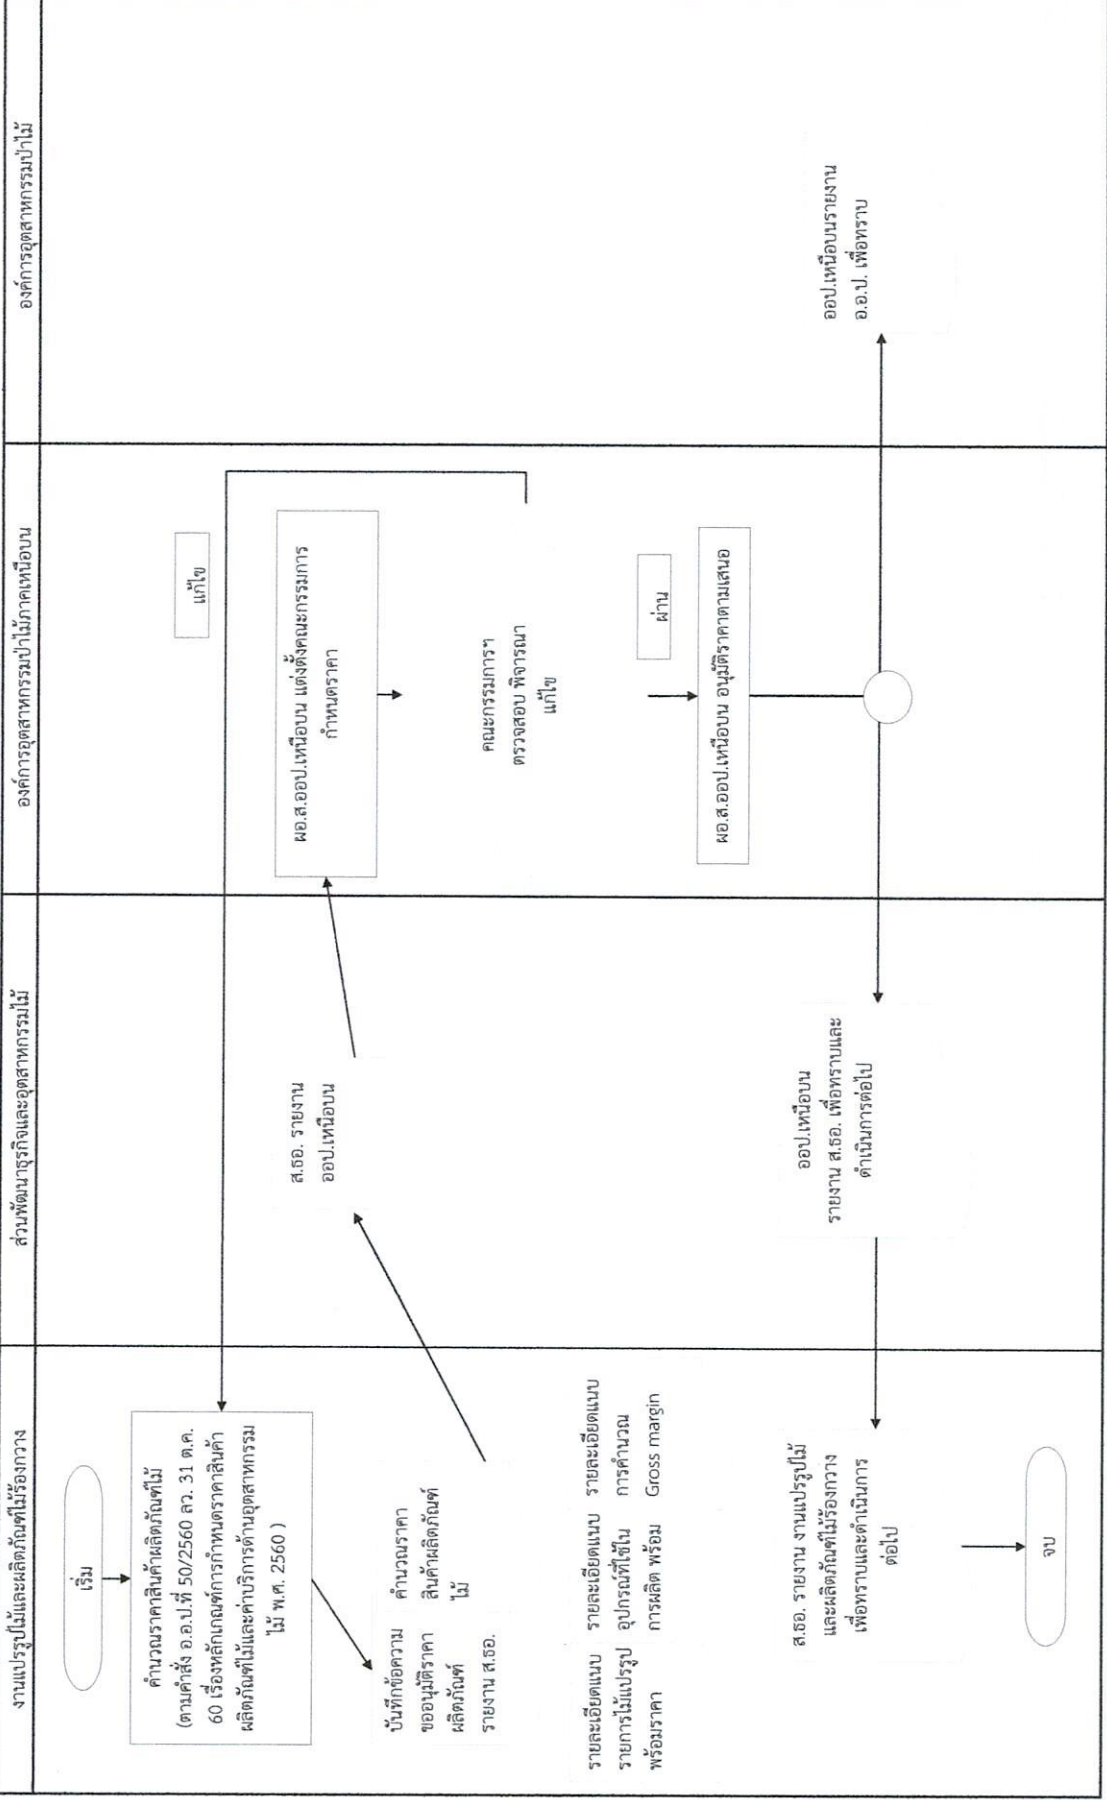 งานแปรรูปไม้และผลิตภัณฑ์ไม้ร้องกวาง
ส่วนพัฒนาธุรกิจและอุตสาหกรรมไม้
องค์การอุตสาหกรรมป่าไม้ภาคเหนือบน
องค์การอุตสาหกรรมป่าไม้
เริ่ม
คำนวณราคาสินค้าผลิตภัณฑ์ไม้
(ตามคำสั่ง อ.อ.ป.ที่ 50/2560 ลว. 31 ต.ค.
60 เรื่องหลักเกณฑ์การกำหนดราคาสินค้า
ผลิตภัณฑ์ไม้และค่าบริการด้านอุตสาหกรรม
ไม้ พ.ศ. 2560 )
แก้ไข
บันทึกข้อความ
ขออนุมัติราคา
ผลิตภัณฑ์
รายงาน ส.ธอ.
คำนวณราคา
สินค้าผลิตภัณฑ์
ไม้
ส.ธอ. รายงาน
ออป.เหนือบน
ผอ.ส.ออป.เหนือบน แต่งตั้งคณะกรรมการ
กำหนดราคา
คณะกรรมการฯ
ตรวจสอบ พิจารณา
แก้ไข
รายละเอียดแนบ
รายการไม้แปรรูป
พร้อมราคา
รายละเอียดแนบ
อุปกรณ์ที่ใช้ใน
การผลิต พร้อม
รายละเอียดแนบ
การคำนวณ
Gross margin
ผ่าน
ผอ.ส.ออป.เหนือบน อนุมัติราคาตามเสนอ
ส.ธอ. รายงาน งานแปรรูปไม้
และผลิตภัณฑ์ไม้ร้องกวาง
เพื่อทราบและดำเนินการ
ต่อไป
ออป.เหนือบน
รายงาน ส.ธอ. เพื่อทราบและ
ดำเนินการต่อไป
ออป.เหนือบนรายงาน
อ.อ.ป. เพื่อทราบ
จบ